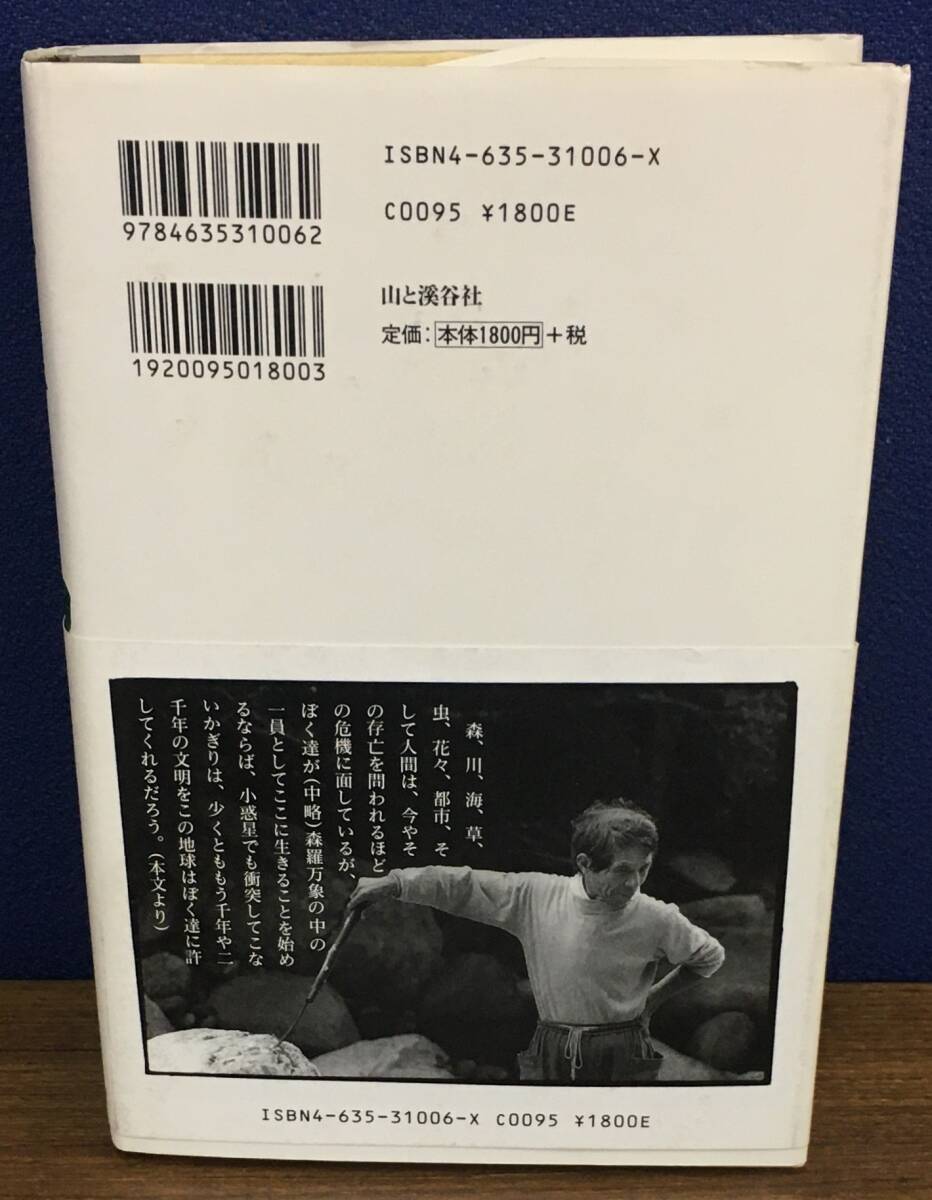 9784635310062
ISBN4-635-31006-X
C0095 ¥1800E
1920095018003
山と溪谷社
定価：本体1800円＋税
森、川、海、草、
虫、花々、都市、そ
して人間は、今やそ
の存亡を問われるほど
の危機に面しているが、
ぼく達が（中略）森羅万象の中の
一員としてここに生きることを始め
るならば、小惑星でも衝突してこな
いかぎりは、少くとももう千年や二
千年の文明をこの地球はぼく達に許
してくれるだろう。（本文より）
ISBN4-635-31006-X C0095 ¥1800E